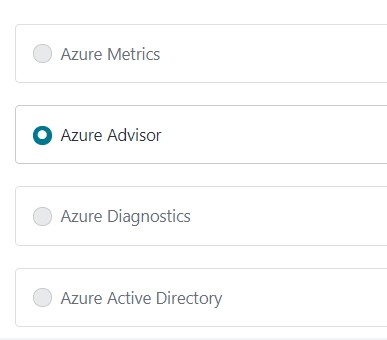 Azure Metrics
Azure Advisor
Azure Diagnostics
Azure Active Directory